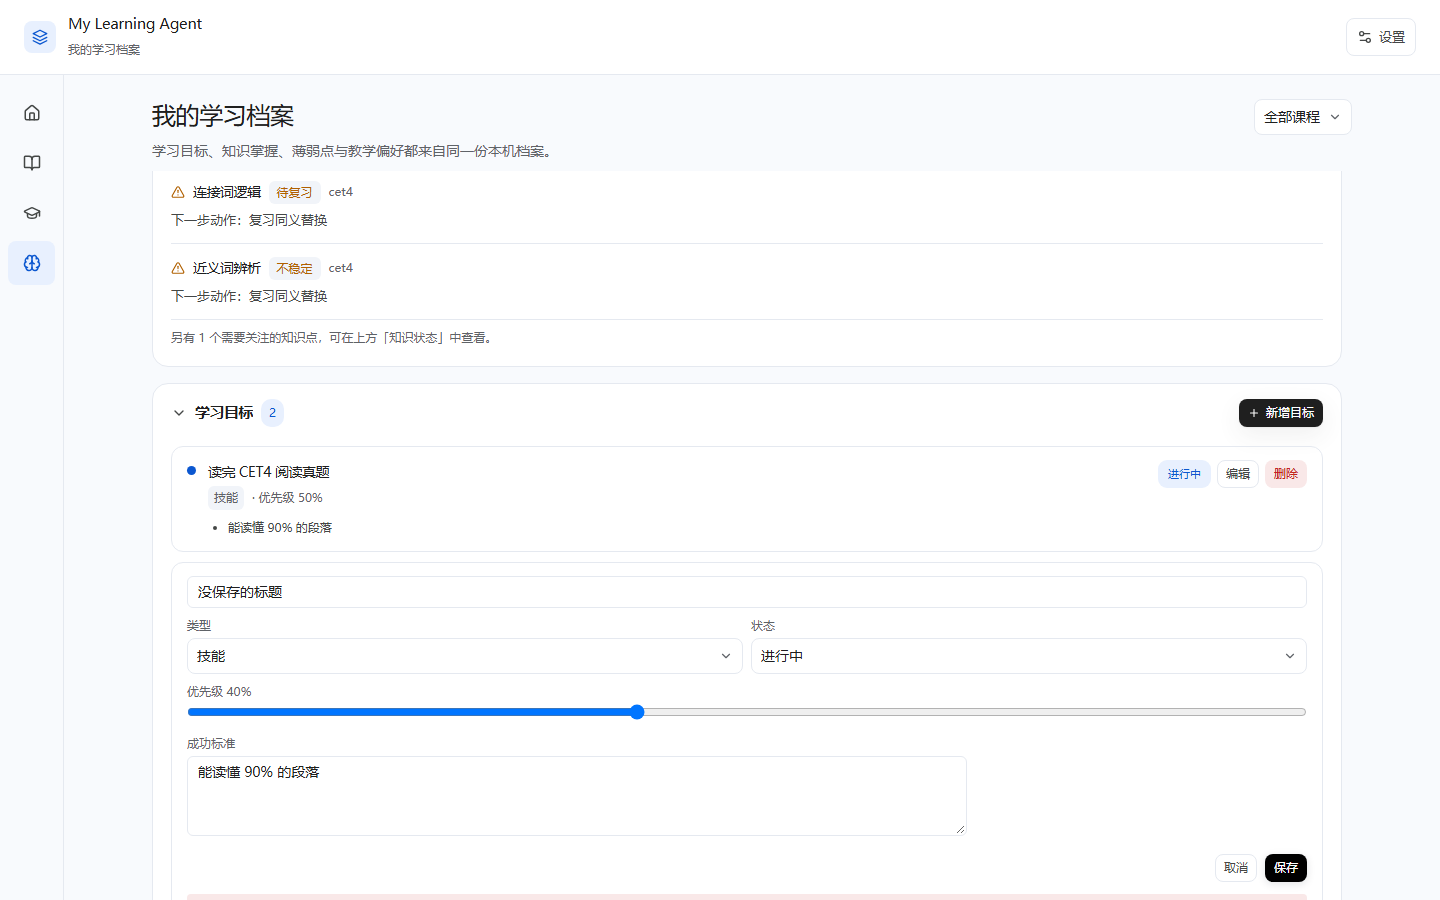 My Learning Agent
我的学习档案
设置
我的学习档案
全部课程
学习目标、知识掌握、薄弱点与教学偏好都来自同一份本机档案。
连接词逻辑 待复习 cet4
下一步动作：复习同义替换
近义词辨析 不稳定 cet4
下一步动作：复习同义替换
另有 1 个需要关注的知识点，可在上方「知识状态」中查看。
学习目标 2
+ 新增目标
读完 CET4 阅读真题
进行中 编辑 删除
技能 · 优先级 50%
• 能读懂 90% 的段落
没保存的标题
类型 状态
技能 进行中
优先级 40%
成功标准
能读懂 90% 的段落
取消 保存